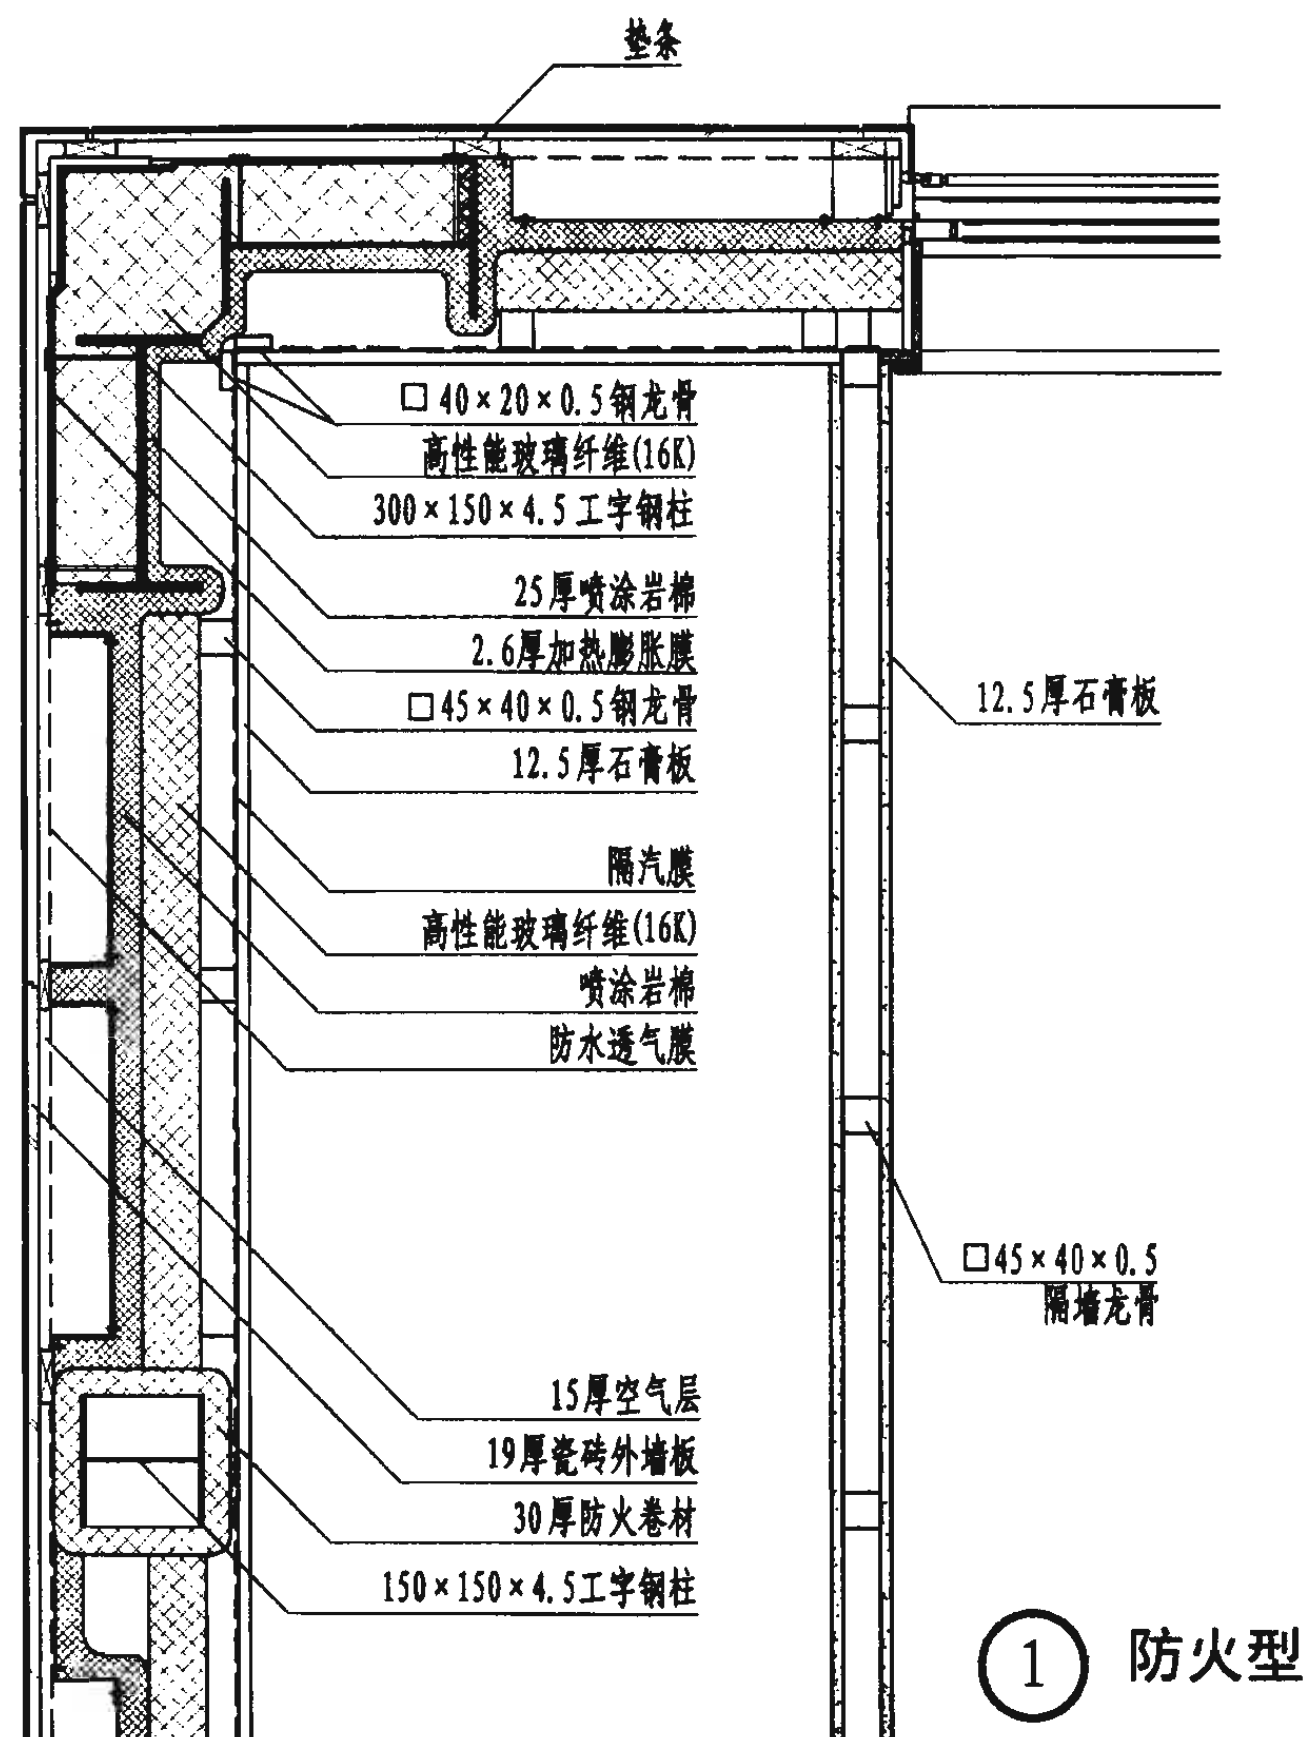 垫条
□ 40×20×0.5钢龙骨
高性能玻璃纤维(16K)
300×150×4.5 工字钢柱
25厚喷涂岩棉
2.6厚加热膨胀膜
□45×40×0.5钢龙骨
12.5厚石膏板
12.5厚石膏板
隔汽膜
高性能玻璃纤维(16K)
喷涂岩棉
防水透气膜
□45×40×0.5
隔墙龙骨
15厚空气层
19厚瓷砖外墙板
30厚防火卷材
150×150×4.5工字钢柱
1 防火型